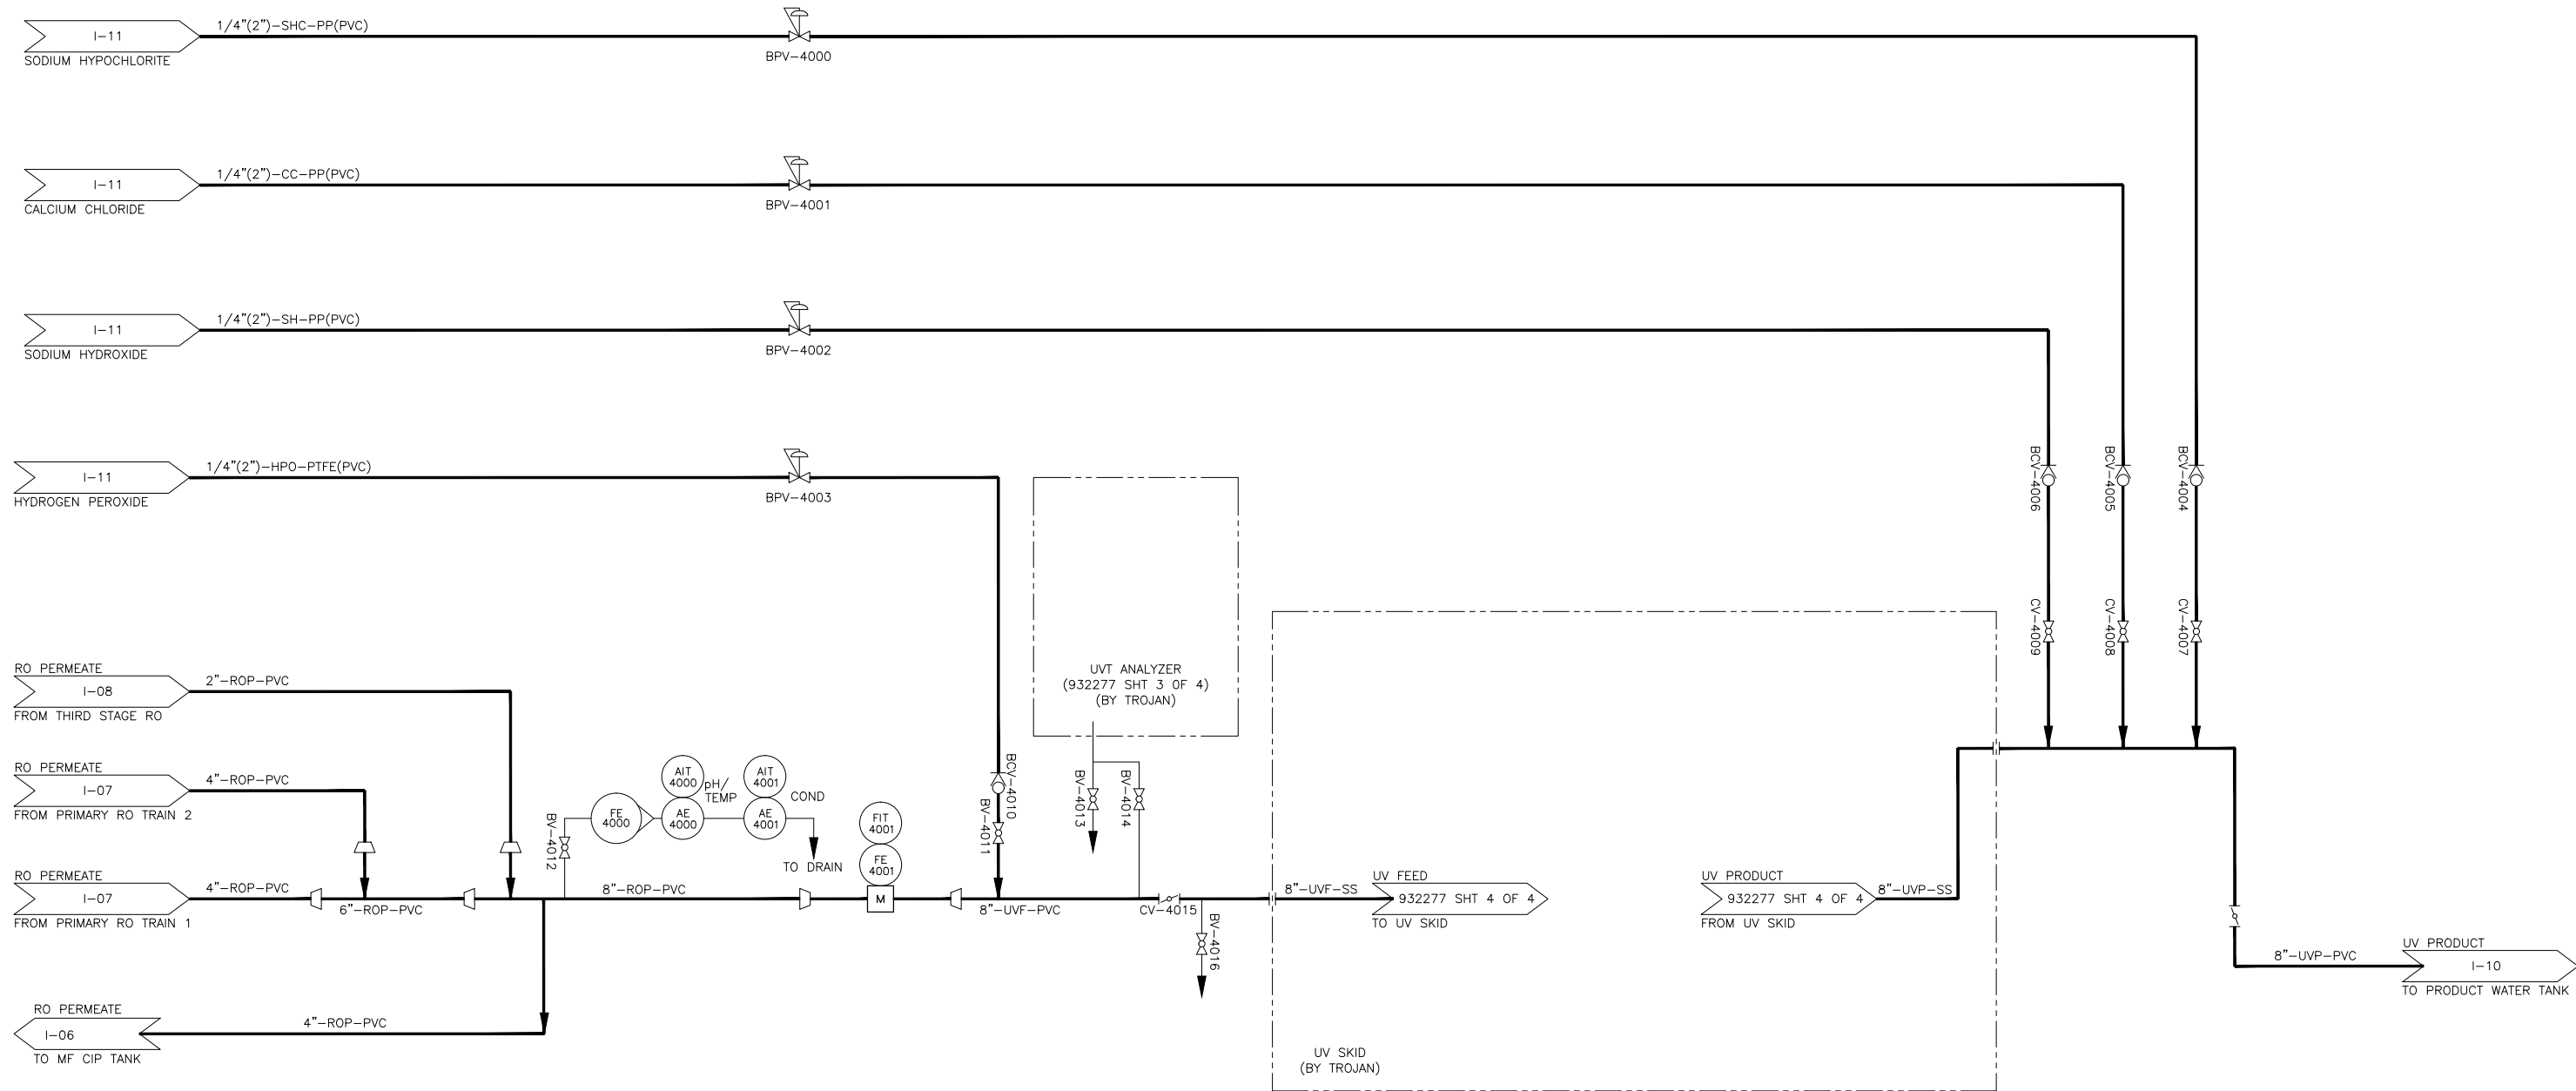 1/4"(2")-SHC-PP(PVC)
I-11
SODIUM HYPOCHLORITE
BPV-4000
1/4"(2")-CC-PP(PVC)
I-11
CALCIUM CHLORIDE
BPV-4001
1/4"(2")-SH-PP(PVC)
I-11
SODIUM HYDROXIDE
BPV-4002
1/4"(2")-HPO-PTFE(PVC)
I-11
HYDROGEN PEROXIDE
BPV-4003
BCV-4006
BCV-4005
BCV-4004
CV-4009
CV-4008
CV-4007
UVT ANALYZER
(932277 SHT 3 OF 4)
(BY TROJAN)
RO PERMEATE
I-08
2"-ROP-PVC
FROM THIRD STAGE RO
RO PERMEATE
I-07
4"-ROP-PVC
FROM PRIMARY RO TRAIN 2
RO PERMEATE
I-07
4"-ROP-PVC
FROM PRIMARY RO TRAIN 1
6"-ROP-PVC
BV-4012
FE
4000
AIT
4000
pH/
TEMP
AE
4000
AIT
4001
COND
AE
4001
TO DRAIN
8"-ROP-PVC
FIT
4001
FE
4001
M
BCV-4010
BV-4011
8"-UVF-PVC
BV-4013
BV-4014
CV-4015
BV-4016
8"-UVF-SS
UV FEED
932277 SHT 4 OF 4
TO UV SKID
UV PRODUCT
932277 SHT 4 OF 4
FROM UV SKID
8"-UVP-SS
8"-UVP-PVC
UV PRODUCT
I-10
TO PRODUCT WATER TANK
RO PERMEATE
I-06
TO MF CIP TANK
4"-ROP-PVC
UV SKID
(BY TROJAN)